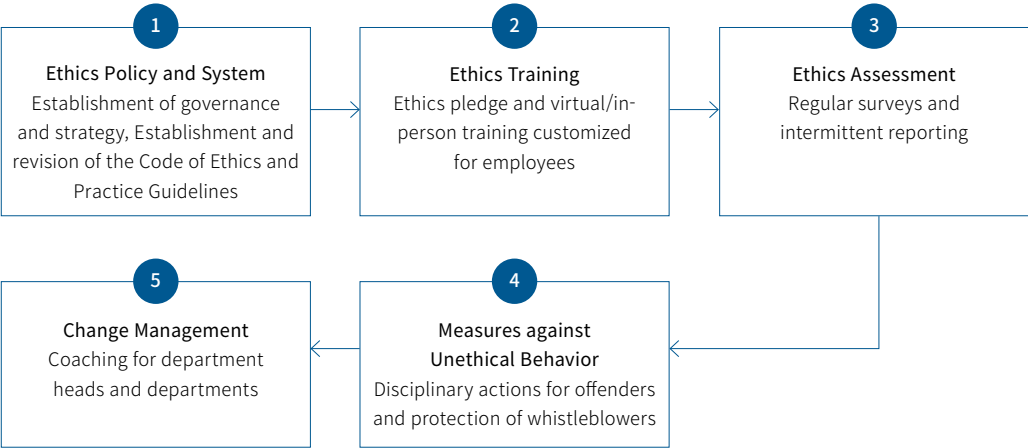 1
Ethics Policy and System
Establishment of governance
and strategy, Establishment and
revision of the Code of Ethics and
Practice Guidelines
2
Ethics Training
Ethics pledge and virtual/in-
person training customized
for employees
3
Ethics Assessment
Regular surveys and
intermittent reporting
4
Measures against
Unethical Behavior
Disciplinary actions for offenders
and protection of whistleblowers
5
Change Management
Coaching for department
heads and departments